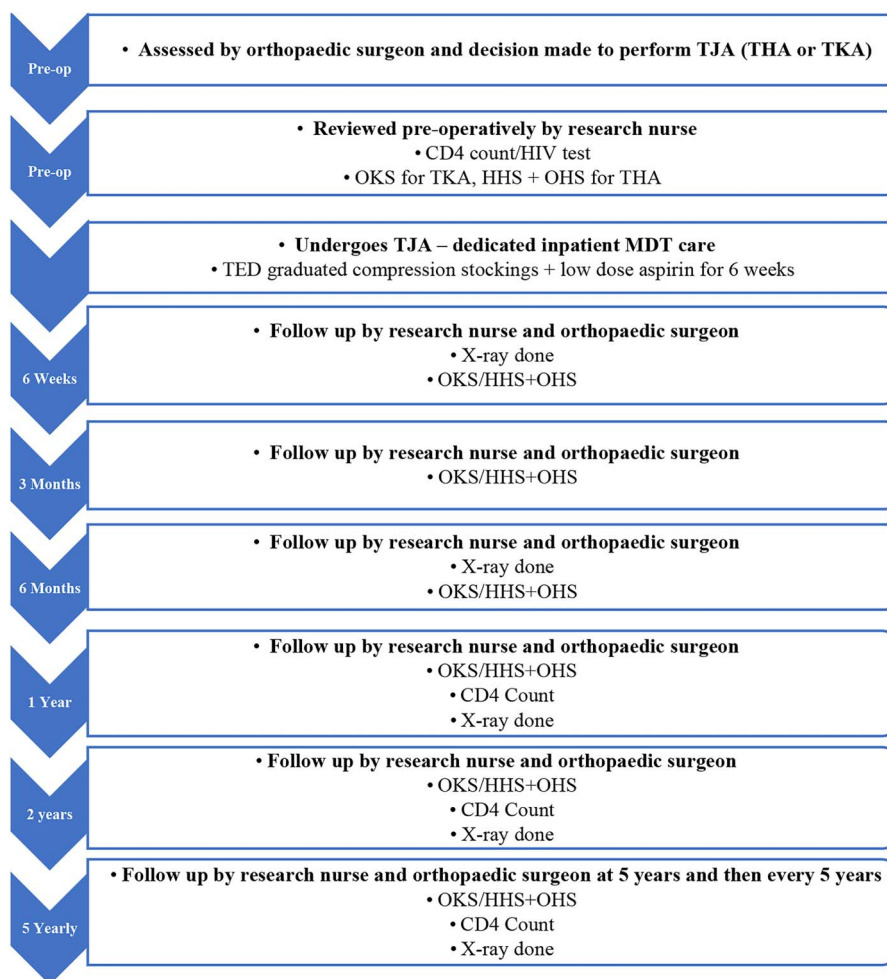 Pre-op
• Assessed by orthopaedic surgeon and decision made to perform TJA (THA or TKA)
Pre-op
• Reviewed pre-operatively by research nurse
• CD4 count/HIV test
• OKS for TKA, HHS + OHS for THA
• Undergoes TJA – dedicated inpatient MDT care
• TED graduated compression stockings + low dose aspirin for 6 weeks
6 Weeks
• Follow up by research nurse and orthopaedic surgeon
• X-ray done
• OKS/HHS+OHS
3 Months
• Follow up by research nurse and orthopaedic surgeon
• OKS/HHS+OHS
6 Months
• Follow up by research nurse and orthopaedic surgeon
• X-ray done
• OKS/HHS+OHS
1 Year
• Follow up by research nurse and orthopaedic surgeon
• OKS/HHS+OHS
• CD4 Count
• X-ray done
2 years
• Follow up by research nurse and orthopaedic surgeon
• OKS/HHS+OHS
• CD4 Count
• X-ray done
5 Yearly
• Follow up by research nurse and orthopaedic surgeon at 5 years and then every 5 years
• OKS/HHS+OHS
• CD4 Count
• X-ray done